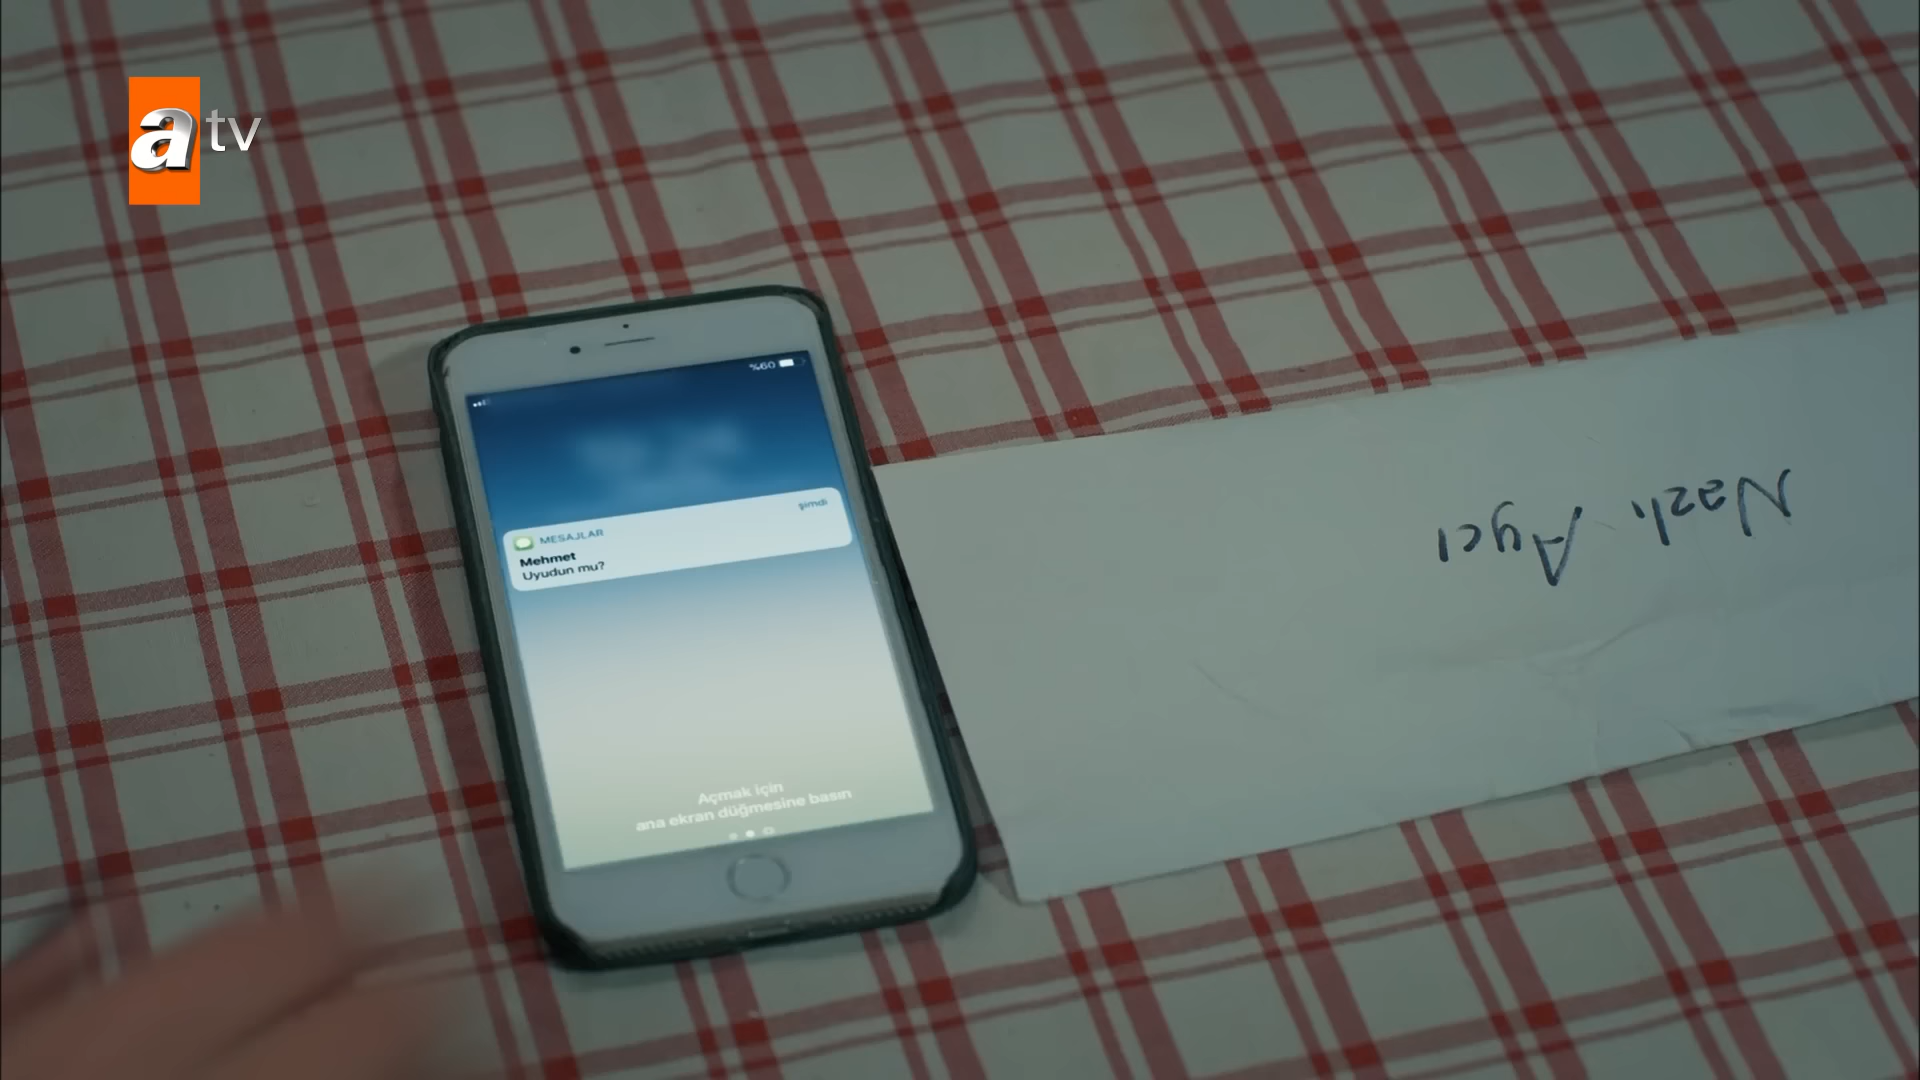 atv
%60
MESAJLAR
şimdi
Mehmet
Uyudun mu?
Açmak için
ana ekran düğmesine basın
Nazlı Aycı